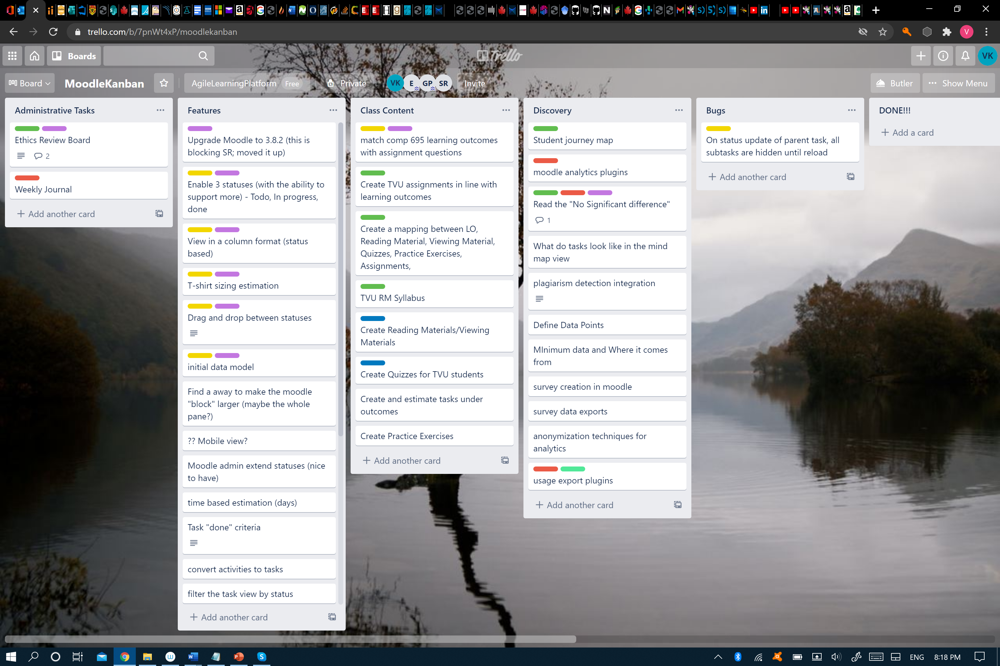 trello.com/b/7pnWt4xP/moodlekanban
V
Boards
Trello
VK
Board
MoodleKanban
AgileLearningPlatform
Free
Private
VK
E
GP
SR
Invite
Butler
Show Menu
Administrative Tasks
Ethics Review Board
2
Weekly Journal
Add another card
Features
Upgrade Moodle to 3.8.2 (this is
blocking SR; moved it up)
Enable 3 statuses (with the ability to
support more) - Todo, In progress,
done
View in a column format (status
based)
T-shirt sizing estimation
Drag and drop between statuses
initial data model
Find a away to make the moodle
"block" larger (maybe the whole
pane?)
?? Mobile view?
Moodle admin extend statuses (nice
to have)
time based estimation (days)
Task "done" criteria
convert activities to tasks
filter the task view by status
Add another card
Class Content
match comp 695 learning outcomes
with assignment questions
Create TVU assignments in line with
learning outcomes
Create a mapping between LO,
Reading Material, Viewing Material,
Quizzes, Practice Exercises,
Assignments,
TVU RM Syllabus
Create Reading Materials/Viewing
Materials
Create Quizzes for TVU students
Create and estimate tasks under
outcomes
Create Practice Exercises
Add another card
Discovery
Student journey map
moodle analytics plugins
Read the "No Significant difference"
1
What do tasks look like in the mind
map view
plagiarism detection integration
Define Data Points
MInimum data and Where it comes
from
survey creation in moodle
survey data exports
anonymization techniques for
analytics
usage export plugins
Add another card
Bugs
On status update of parent task, all
subtasks are hidden until reload
Add another card
DONE!!!
Add a card
ENG
8:18 PM